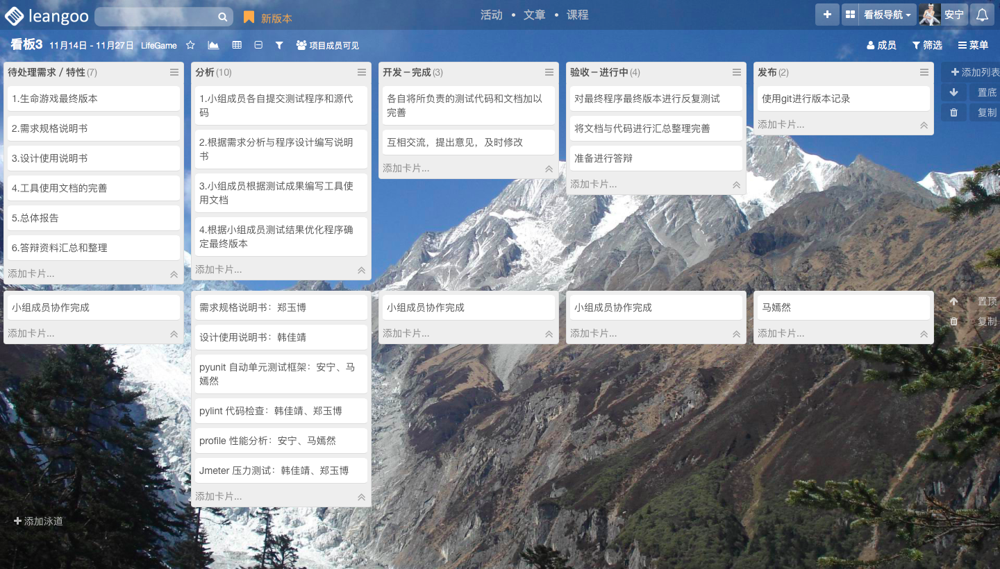 leangoo
新版本
活动 • 文章 • 课程
看板导航
安宁
看板3 11月14日 - 11月27日 LifeGame
项目成员可见
成员
筛选
菜单
待处理需求 / 特性(7)
1.生命游戏最终版本
2.需求规格说明书
3.设计使用说明书
4.工具使用文档的完善
5.总体报告
6.答辩资料汇总和整理
添加卡片...
分析(10)
1.小组成员各自提交测试程序和源代
码
2.根据需求分析与程序设计编写说明
书
3.小组成员根据测试成果编写工具使
用文档
4.根据小组成员测试结果优化程序确
定最终版本
添加卡片...
开发－完成(3)
各自将所负责的测试代码和文档加以
完善
互相交流，提出意见，及时修改
添加卡片...
验收－进行中(4)
对最终程序最终版本进行反复测试
将文档与代码进行汇总整理完善
准备进行答辩
添加卡片...
发布(2)
使用git进行版本记录
添加卡片...
添加列表
置底
复制
小组成员协作完成
添加卡片...
需求规格说明书：郑玉博
设计使用说明书：韩佳靖
pyunit 自动单元测试框架：安宁、马
嫣然
pylint 代码检查：韩佳靖、郑玉博
profile 性能分析：安宁、马嫣然
Jmeter 压力测试：韩佳靖、郑玉博
添加卡片...
小组成员协作完成
添加卡片...
小组成员协作完成
添加卡片...
马嫣然
添加卡片...
置顶
复制
添加泳道